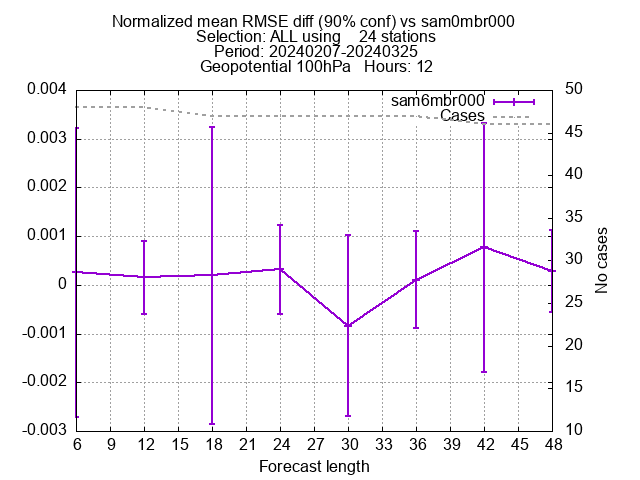 Normalized mean RMSE diff (90% conf) vs sam0mbr000
Selection: ALL using    24 stations
Period: 20240207-20240325
Geopotential 100hPa   Hours: 12
sam6mbr000
Cases
0.004
0.003
0.002
0.001
0
-0.001
-0.002
-0.003
50
45
40
35
30
25
20
15
10
No cases
6 9 12 15 18 21 24 27 30 33 36 39 42 45 48
Forecast length